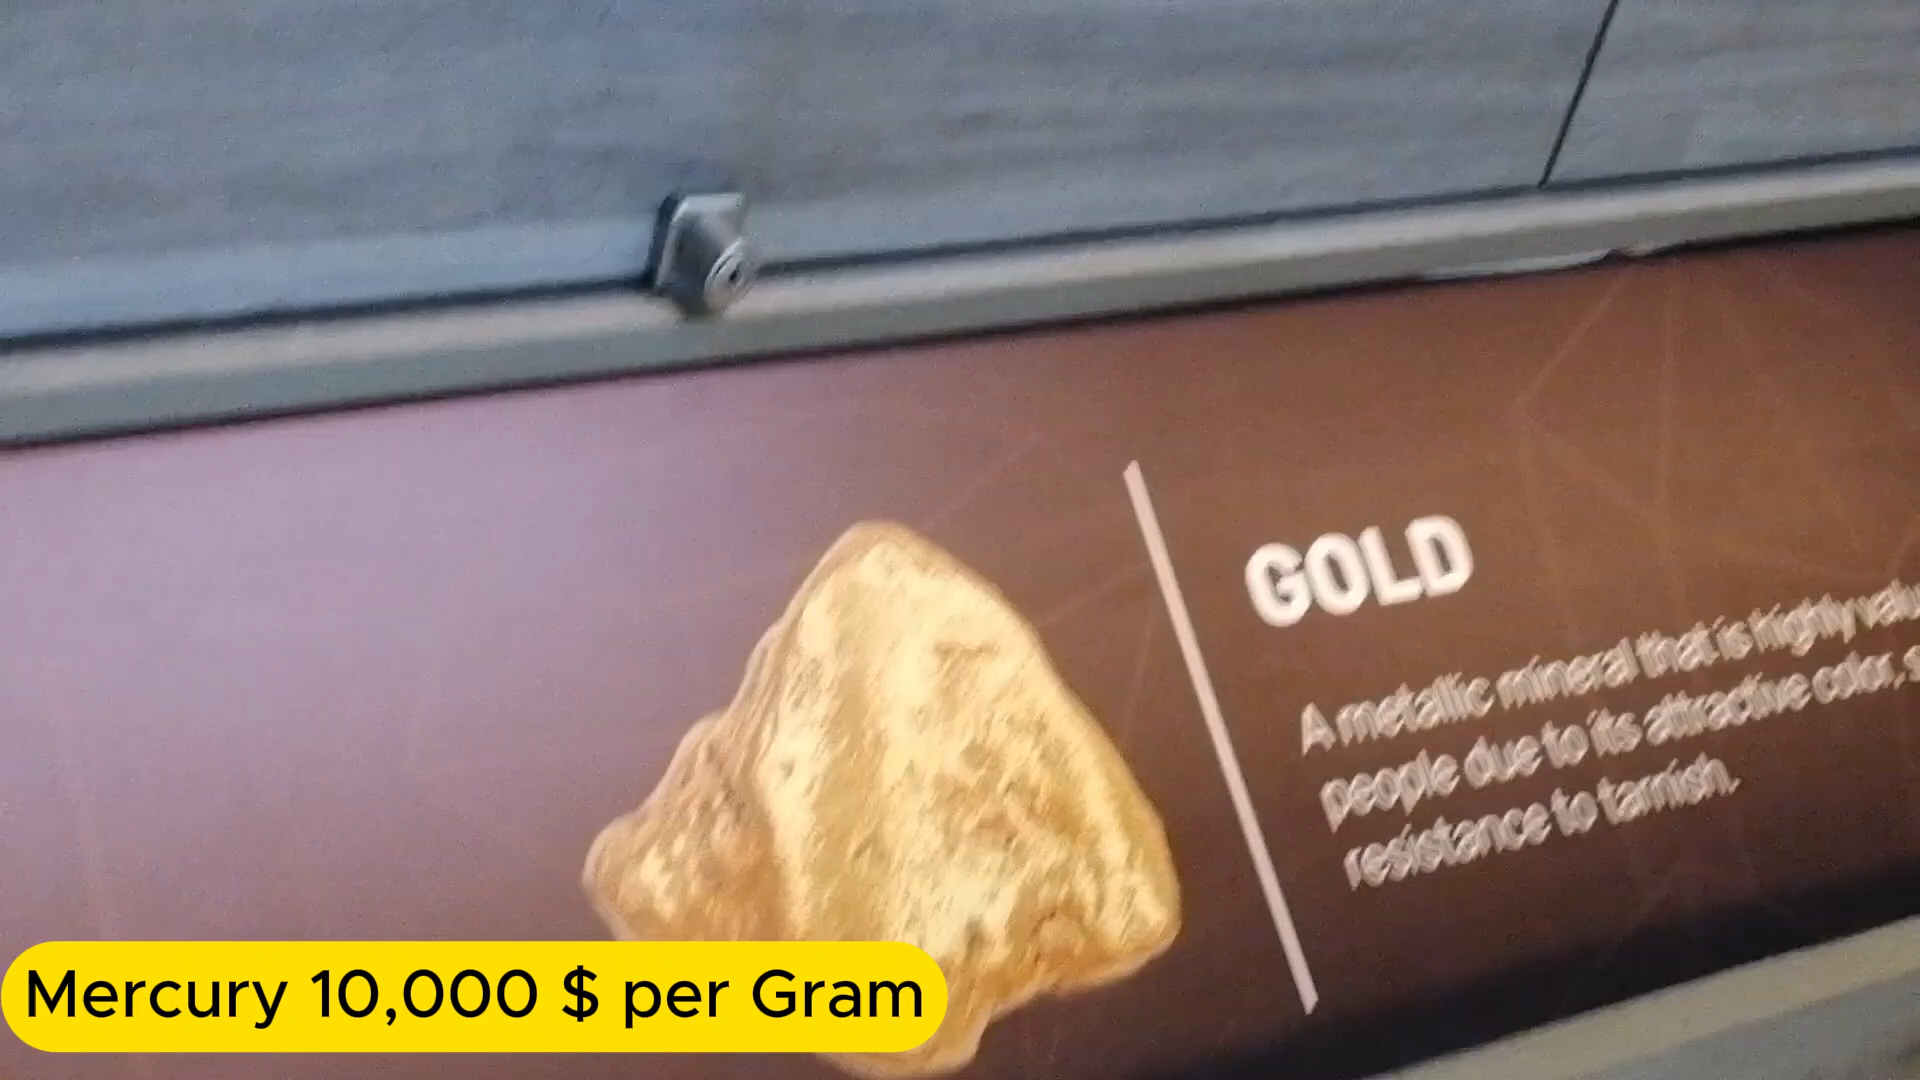 GOLD
A metallic mineral that is highly
people due to its attractive color,
resistance to tarnish.
Mercury 10,000 $ per Gram